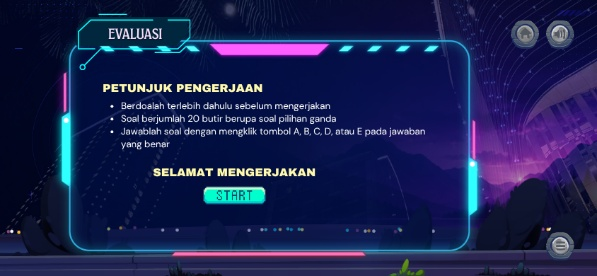 EVALUASI
PETUNJUK PENGERJAAN
• Berdoalah terlebih dahulu sebelum mengerjakan
• Soal berjumlah 20 butir berupa soal pilihan ganda
• Jawablah soal dengan mengklik tombol A, B, C, D, atau E pada jawaban
yang benar
SELAMAT MENGERJAKAN
START